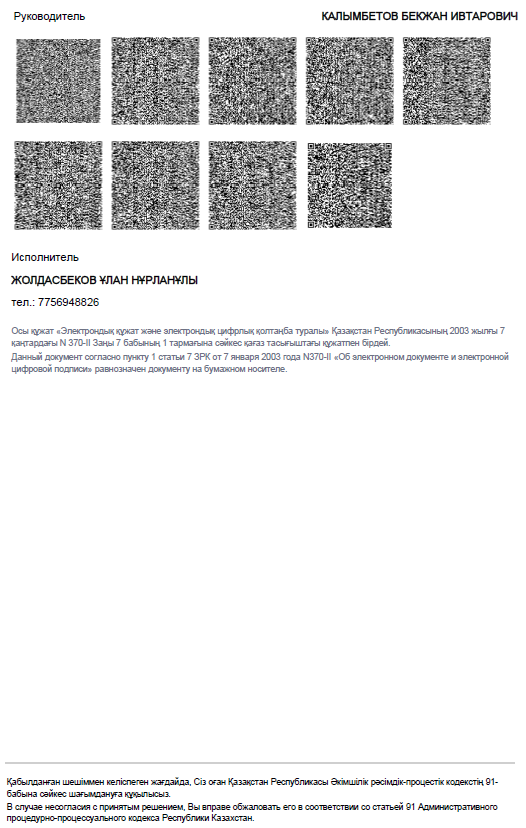 Руководитель КАЛЫМБЕТОВ БЕКЖАН ИВТАРОВИЧ
Исполнитель
ЖОЛДАСБЕКОВ ҰЛАН НҰРЛАНҰЛЫ
тел.: 7756948826
Осы құжат «Электрондық құжат және электрондық цифрлық қолтаңба туралы» Қазақстан Республикасының 2003 жылғы 7
қаңтардағы N 370-II Заңы 7 бабының 1 тармағына сәйкес қағаз тасығыштағы құжатпен бірдей.
Данный документ согласно пункту 1 статьи 7 ЗРК от 7 января 2003 года N370-II «Об электронном документе и электронной
цифровой подписи» равнозначен документу на бумажном носителе.
Қабылданған шешіммен келіспеген жағдайда, Сіз оған Қазақстан Республикасы Әкімшілік рәсімдік-процестік кодекстің 91-
бабына сәйкес шағымдануға құқылысыз.
В случае несогласия с принятым решением, Вы вправе обжаловать его в соответствии со статьей 91 Административного
процедурно-процессуального кодекса Республики Казахстан.